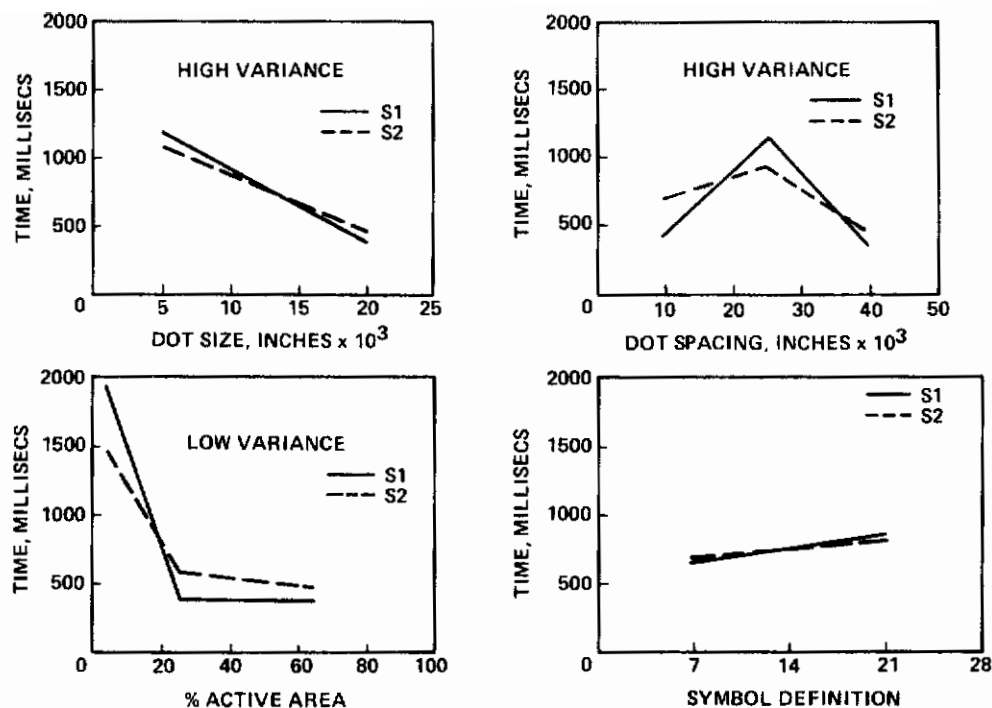 2000
1500
1000
500
0
TIME, MILLISECS
HIGH VARIANCE
S1
S2
5 10 15 20 25
DOT SIZE, INCHES x 10³
2000
1500
1000
500
0
TIME, MILLISECS
HIGH VARIANCE
S1
S2
10 20 30 40 50
DOT SPACING, INCHES x 10³
2000
1500
1000
500
0
TIME, MILLISECS
LOW VARIANCE
S1
S2
20 40 60 80 100
% ACTIVE AREA
2000
1500
1000
500
0
TIME, MILLISECS
S1
S2
7 14 21 28
SYMBOL DEFINITION